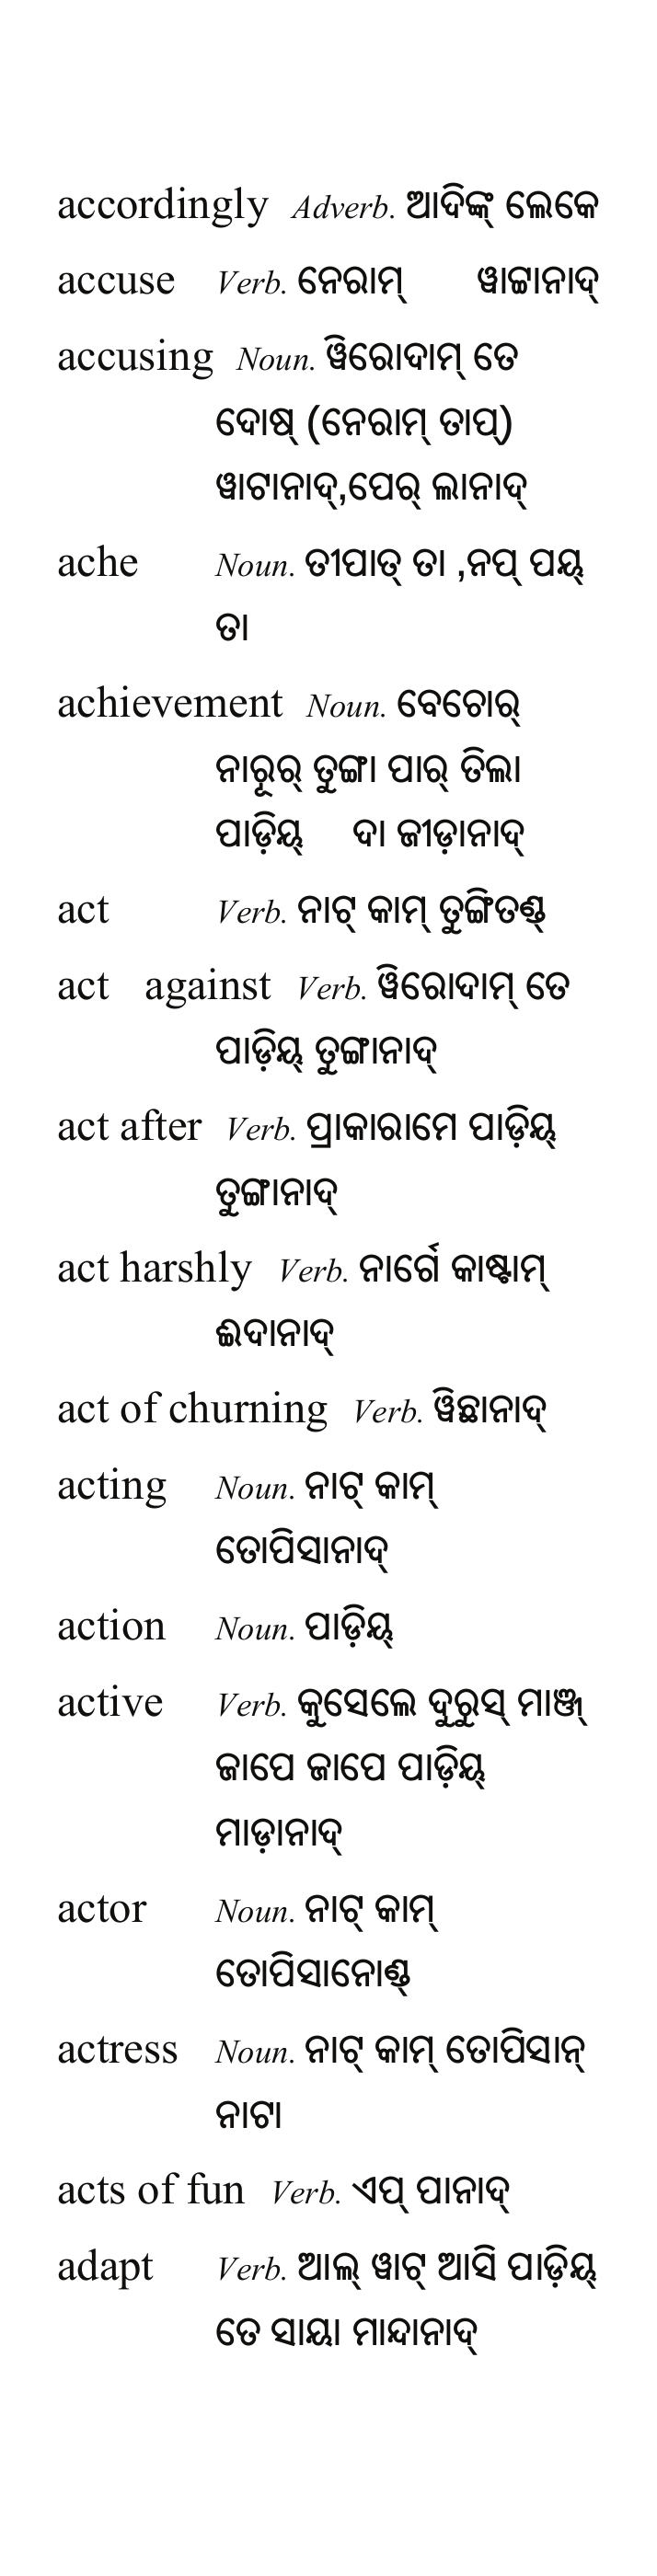 accordingly Adverb. ଆଦିଙ୍କ୍ ଲେକେ
accuse Verb. ନେରାମ୍ ୱାଟ୍ଟାନାଦ୍
accusing Noun. ୱିରୋଦାମ୍ ତେ
ଦୋଷ୍ (ନେରାମ୍ ତାପ୍)
ୱାଟାନାଦ୍,ପେର୍ ଲାନାଦ୍
ache Noun. ତୀପାତ୍ ତା ,ନପ୍ ପୟ୍
ତା
achievement Noun. ବେଚୋର୍
ନାରୂର୍ ତୁଙ୍ଗା ପାର୍ ତିଲା
ପାଡ଼ିୟ୍ ଦା ଜୀଡ଼ାନାଦ୍
act Verb. ନାଟ୍ କାମ୍ ତୁଙ୍ଗିତଣ୍ଡ୍
act against Verb. ୱିରୋଦାମ୍ ତେ
ପାଡ଼ିୟ୍ ତୁଙ୍ଗାନାଦ୍
act after Verb. ପ୍ରାକାରାମେ ପାଡ଼ିୟ୍
ତୁଙ୍ଗାନାଦ୍
act harshly Verb. ନାର୍ଗେ କାଷ୍ଟାମ୍
ଈଦାନାଦ୍
act of churning Verb. ୱିଛାନାଦ୍
acting Noun. ନାଟ୍ କାମ୍
ତୋପିସାନାଦ୍
action Noun. ପାଡ଼ିୟ୍
active Verb. କୁସେଲେ ଦୁରୁସ୍ ମାଞ୍ଜ୍
ଜାପେ ଜାପେ ପାଡ଼ିୟ୍
ମାଡ଼ାନାଦ୍
actor Noun. ନାଟ୍ କାମ୍
ତୋପିସାନୋଣ୍ଡ୍
actress Noun. ନାଟ୍ କାମ୍ ତୋପିସାନ୍
ନାଟା
acts of fun Verb. ଏପ୍ ପାନାଦ୍
adapt Verb. ଆଲ୍ ୱାଟ୍ ଆସି ପାଡ଼ିୟ୍
ତେ ସାୟା ମାନ୍ଦାନାଦ୍